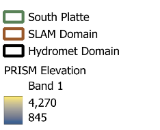 South Platte
SLAM Domain
Hydromet Domain
PRISM Elevation
Band 1
4,270
845